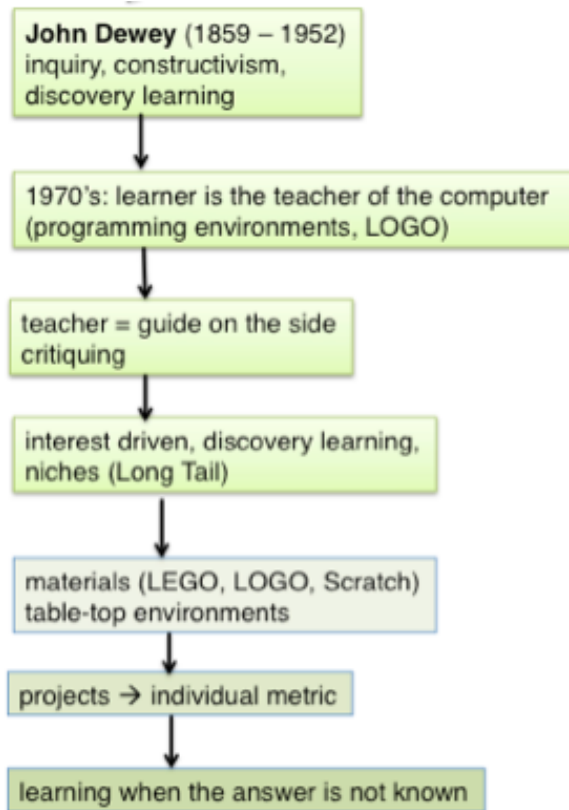 John Dewey (1859 – 1952)
inquiry, constructivism,
discovery learning
1970's: learner is the teacher of the computer
(programming environments, LOGO)
teacher = guide on the side
critiquing
interest driven, discovery learning,
niches (Long Tail)
materials (LEGO, LOGO, Scratch)
table-top environments
projects → individual metric
learning when the answer is not known